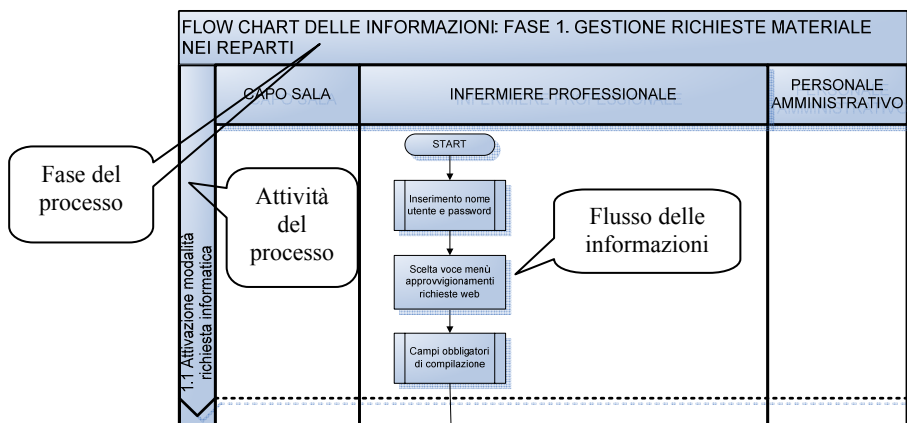 FLOW CHART DELLE INFORMAZIONI: FASE 1. GESTIONE RICHIESTE MATERIALE
NEI REPARTI
CAPO SALA
INFERMIERE PROFESSIONALE
PERSONALE
AMMINISTRATIVO
START
Fase del
processo
Attività
del
processo
Inserimento nome
utente e password
Flusso delle
informazioni
Scelta voce menù
approvvigionamenti
richieste web
Campi obbligatori
di compilazione
1.1 Attivazione modalità
richiesta informatica